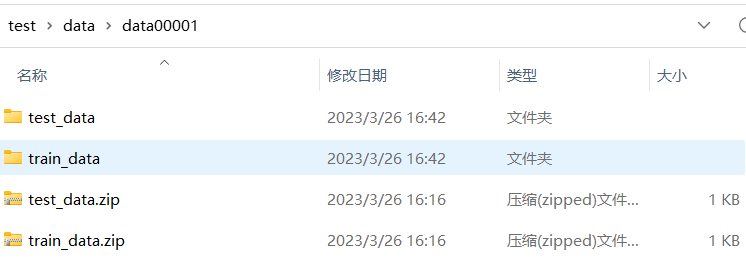 test > data > data00001
名称 修改日期 类型 大小
test_data 2023/3/26 16:42 文件夹
train_data 2023/3/26 16:42 文件夹
test_data.zip 2023/3/26 16:16 压缩(zipped)文件... 1 KB
train_data.zip 2023/3/26 16:16 压缩(zipped)文件... 1 KB